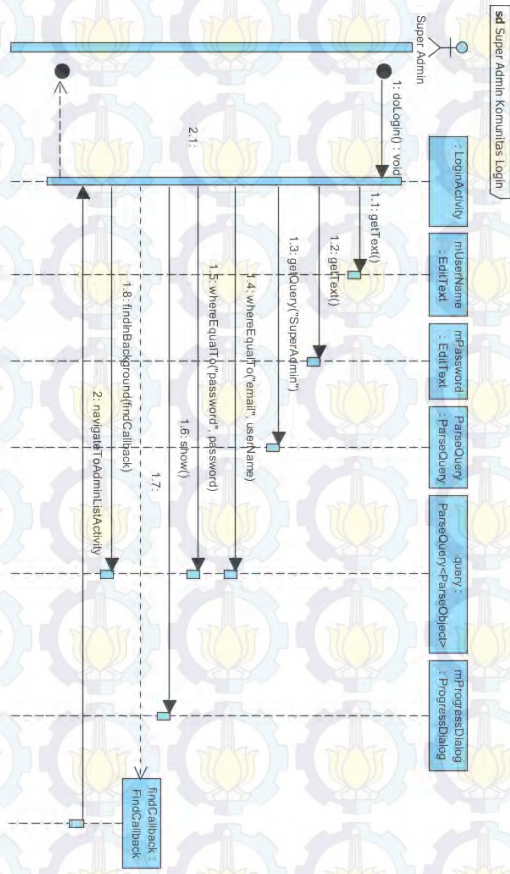 sd Super Admin Komunitas Login
Super Admin
: LoginActivity
mUserName
: EditText
mPassword
: EditText
ParseQuery
: ParseQuery
query :
ParseQuery<ParseObject>
mProgressDialog
: ProgressDialog
1: doLogin() : void
1.1: getText()
1.2: getText()
1.3: getQuery("SuperAdmin")
1.4: whereEqualTo("email", userName)
1.5: whereEqualTo("password", password)
1.6: show()
1.7:
findCallback :
FindCallback
1.8: findInBackground(findCallback)
2: navigateToAdminListActivity
2.1: